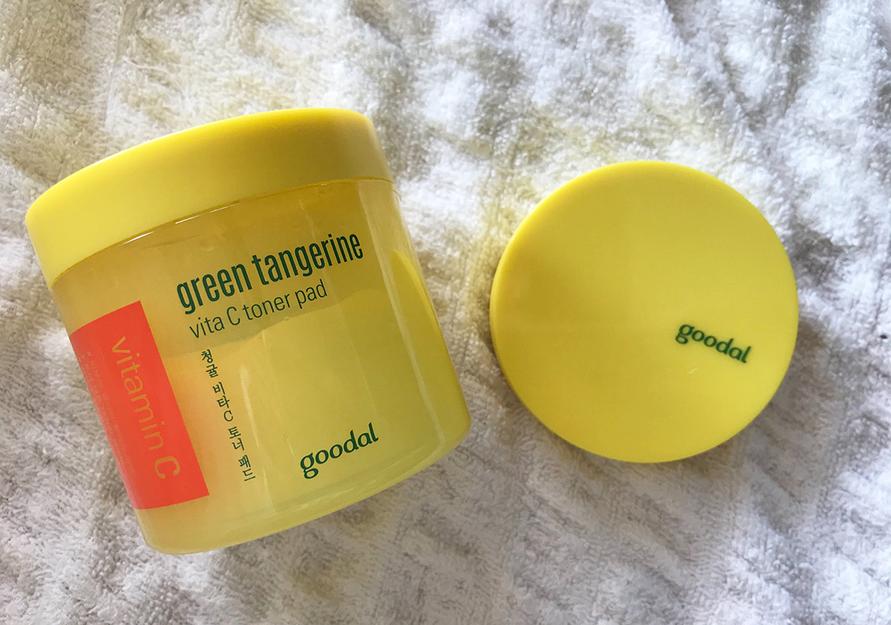 green tangerine
vita C toner pad
vitamin C
청귤 비타C 토너 패드
goodal
goodal